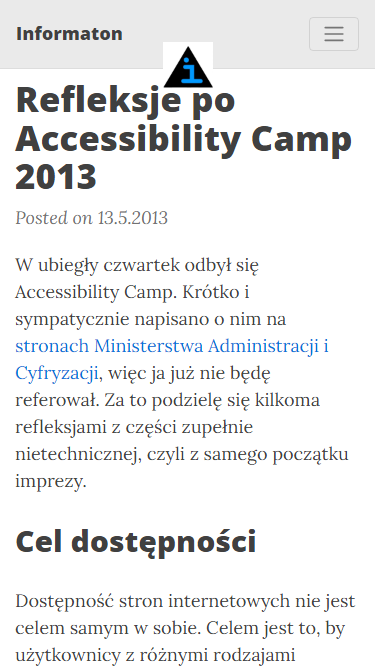 Informaton
i
Refleksje po
Accessibility Camp
2013
Posted on 13.5.2013
W ubiegły czwartek odbył się
Accessibility Camp. Krótko i
sympatycznie napisano o nim na
stronach Ministerstwa Administracji i
Cyfryzacji, więc ja już nie będę
referował. Za to podzielę się kilkoma
refleksjami z części zupełnie
nietechnicznej, czyli z samego początku
imprezy.
Cel dostępności
Dostępność stron internetowych nie jest
celem samym w sobie. Celem jest to, by
użytkownicy z różnymi rodzajami